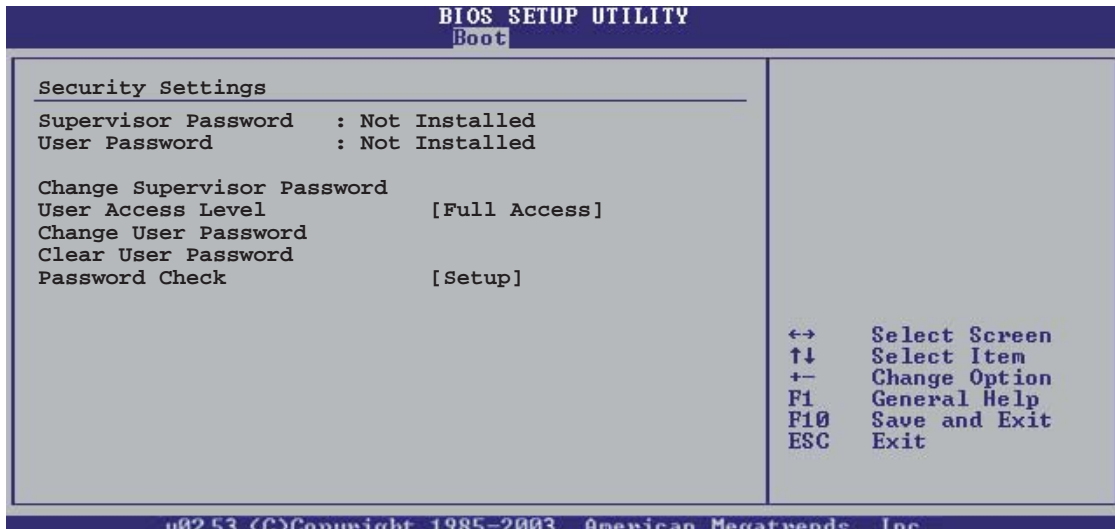 BIOS SETUP UTILITY
Boot
Security Settings
Supervisor Password : Not Installed
User Password : Not Installed
Change Supervisor Password
User Access Level [Full Access]
Change User Password
Clear User Password
Password Check [Setup]
←→ Select Screen
↑↓ Select Item
+- Change Option
F1 General Help
F10 Save and Exit
ESC Exit
v02.53 (C)Copyright 1985-2003, American Megatrends, Inc.